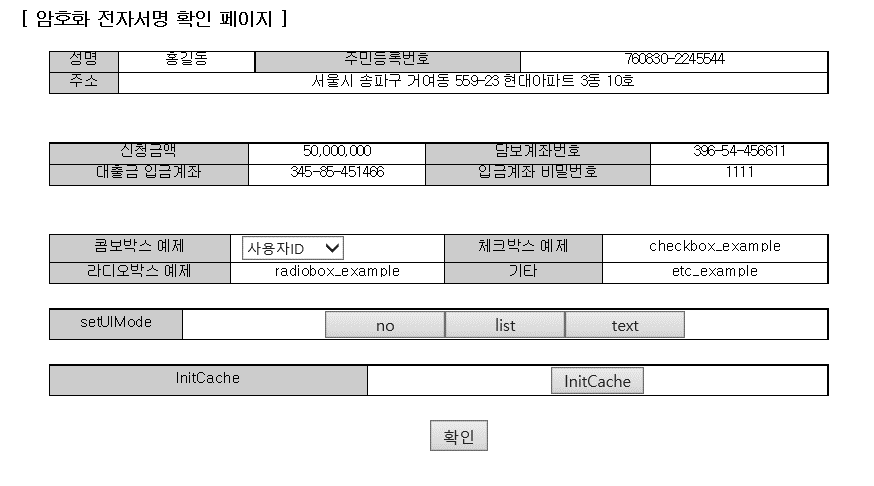 [ 암호화 전자서명 확인 페이지 ]
성명 홍길동 주민등록번호 760830-2245544
주소 서울시 송파구 거여동 559-23 현대아파트 3동 10호
신청금액 50,000,000 담보계좌번호 396-54-456611
대출금 입금계좌 345-85-451466 입금계좌 비밀번호 1111
콤보박스 예제 사용자ID 체크박스 예제 checkbox_example
라디오박스 예제 radiobox_example 기타 etc_example
setUIMode no list text
InitCache InitCache
확인